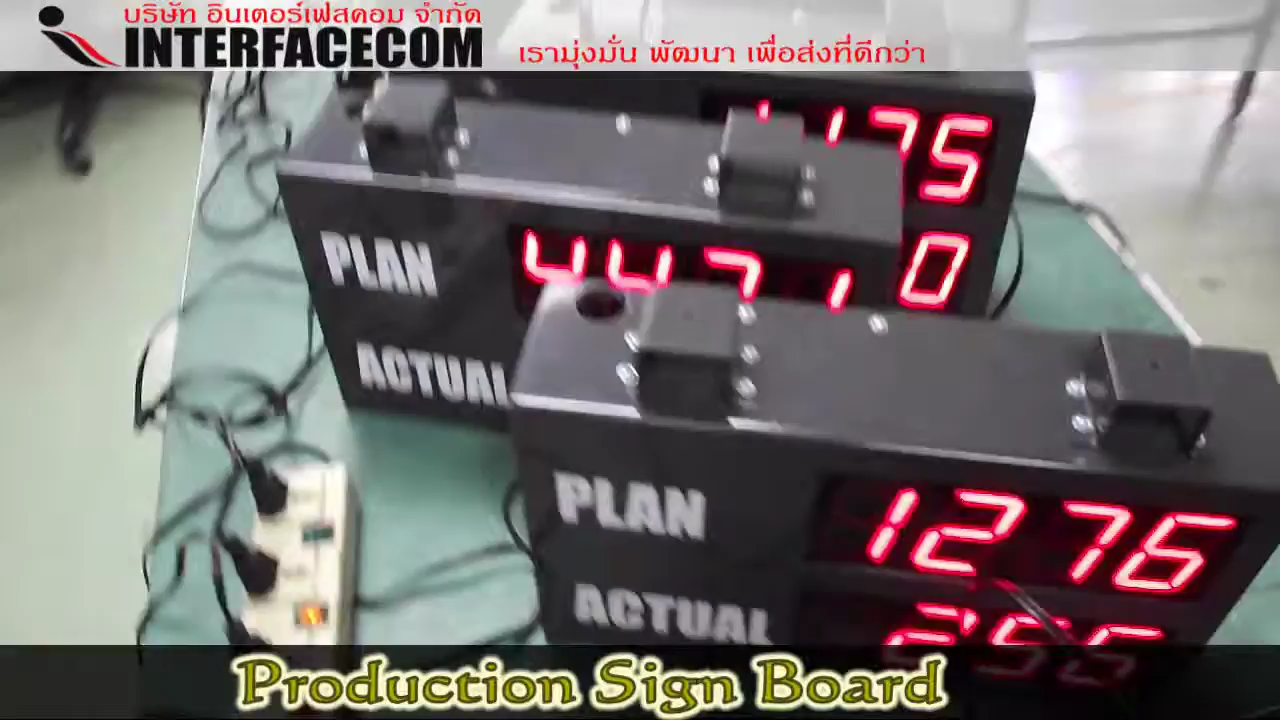 บริษัท อินเตอร์เฟสคอม จำกัด
INTERFACECOM
เรามุ่งมั่น พัฒนา เพื่อส่งที่ดีกว่า
1175
0
PLAN
ACTUAL
PLAN 1276
ACTUAL
Production Sign Board